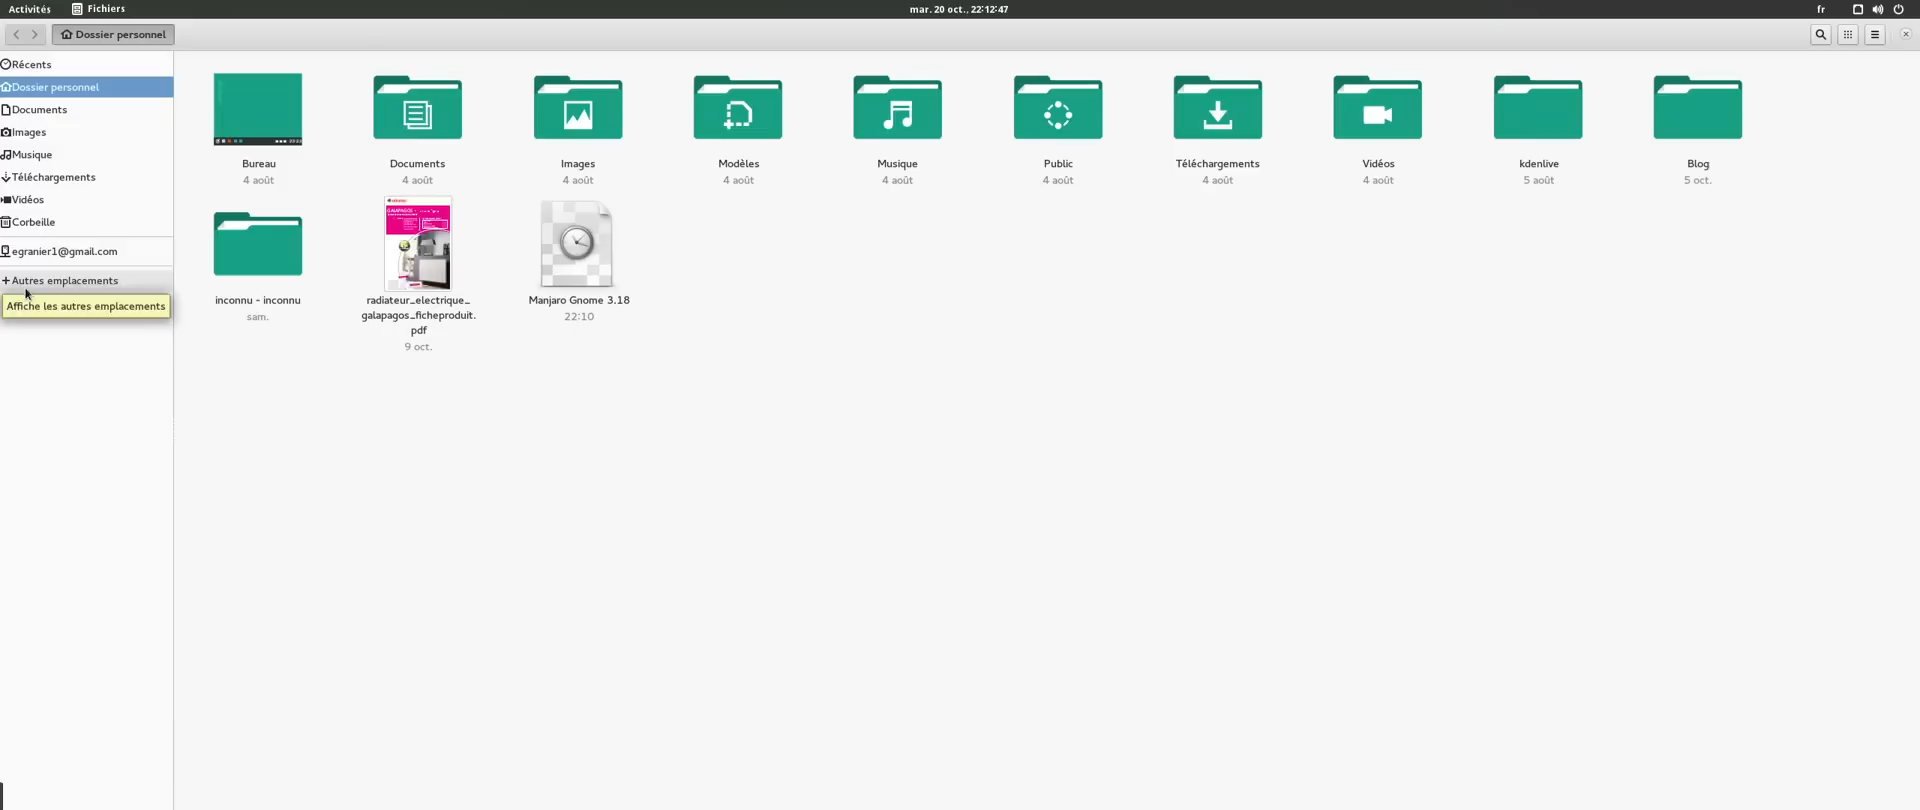 Activités Fichiers mar. 20 oct., 22:12:47 fr
Dossier personnel
Récents
Dossier personnel
Documents
Images
Musique
Téléchargements
Vidéos
Corbeille
egranier1@gmail.com
Autres emplacements
Affiche les autres emplacements
Bureau
4 août
Documents
4 août
Images
4 août
Modèles
4 août
Musique
4 août
Public
4 août
Téléchargements
4 août
Vidéos
4 août
kdenlive
5 août
Blog
5 oct.
inconnu - inconnu
sam.
radiateur_electrique_
galapagos_ficheproduit.
pdf
9 oct.
Manjaro Gnome 3.18
22:10